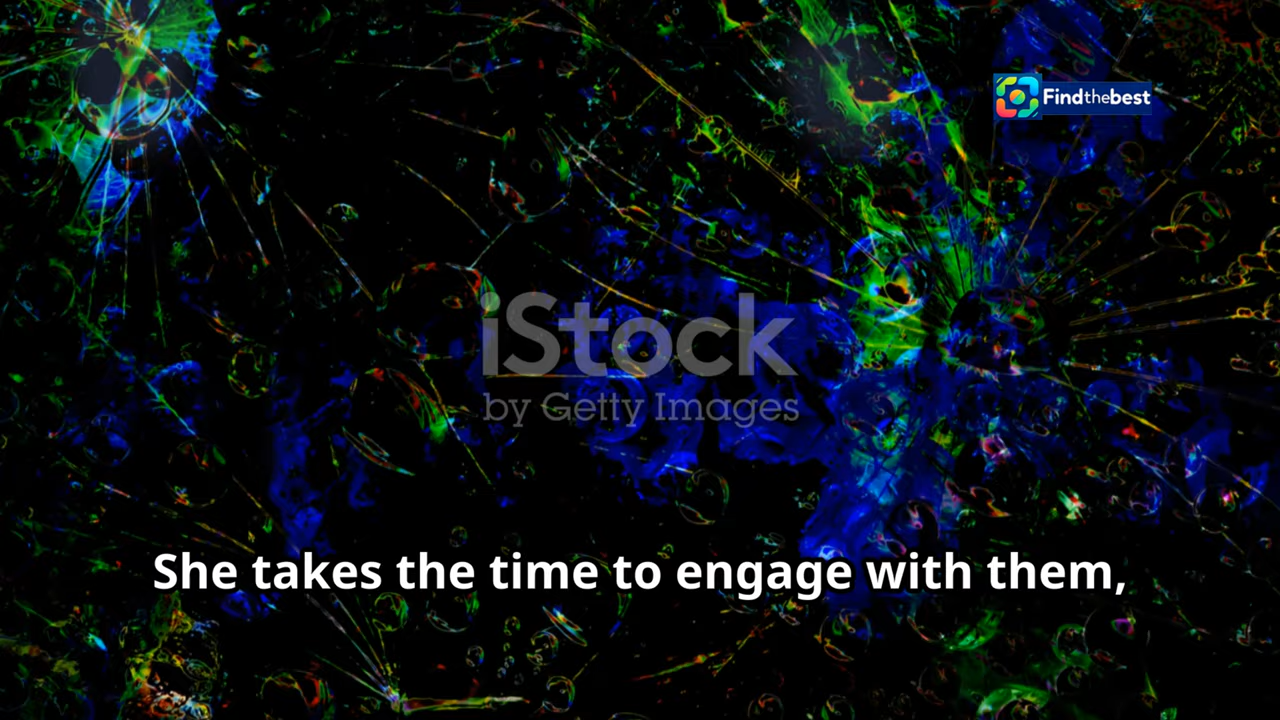 Findthebest
iStock
by Getty Images
She takes the time to engage with them,